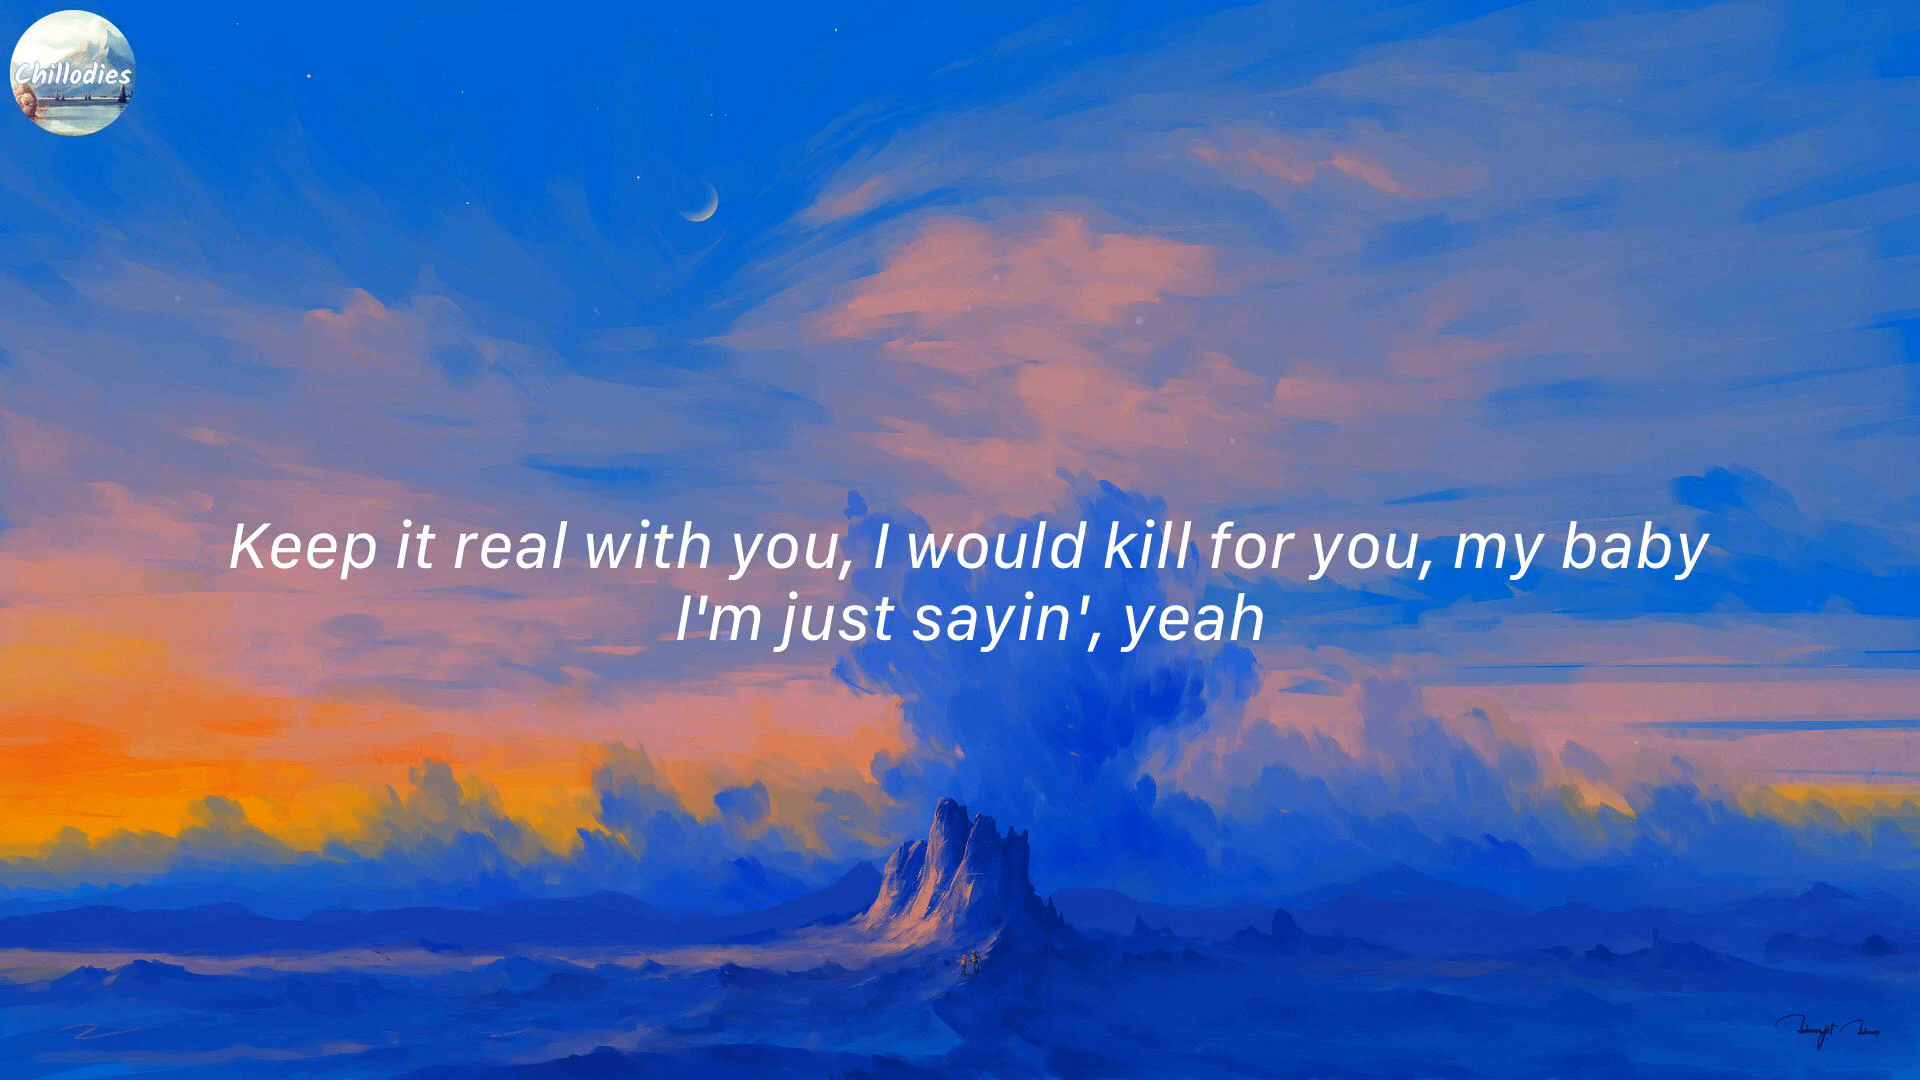 Chillodies
Keep it real with you, I would kill for you, my baby
I'm just sayin', yeah